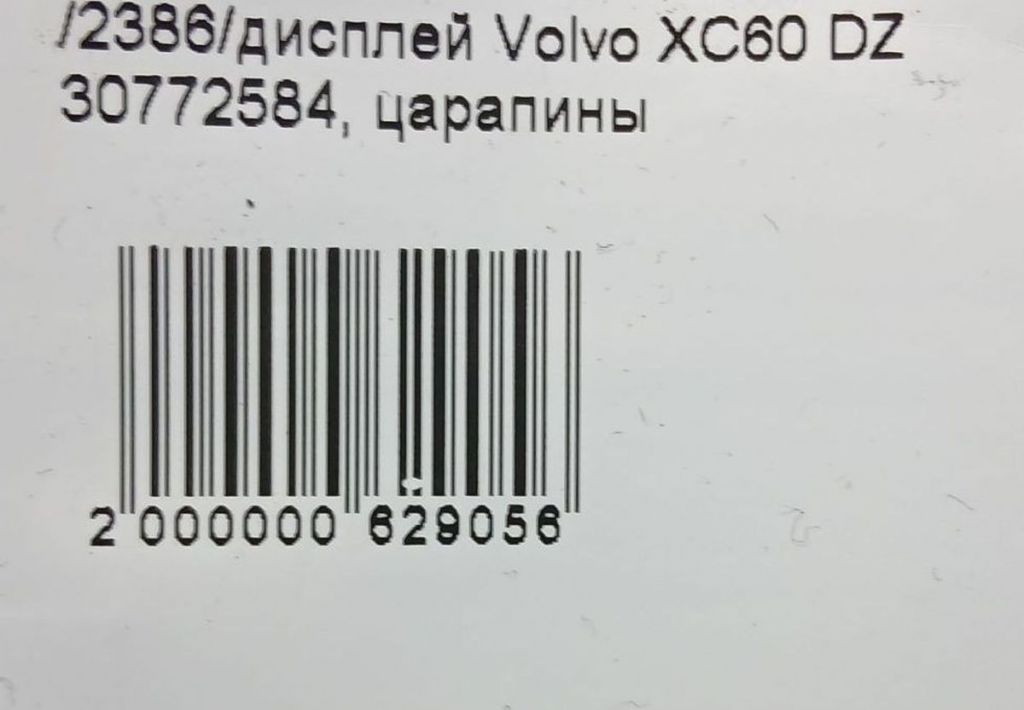 /2386/дисплей Volvo XC60 DZ
30772584, царапины
2 000000 629056